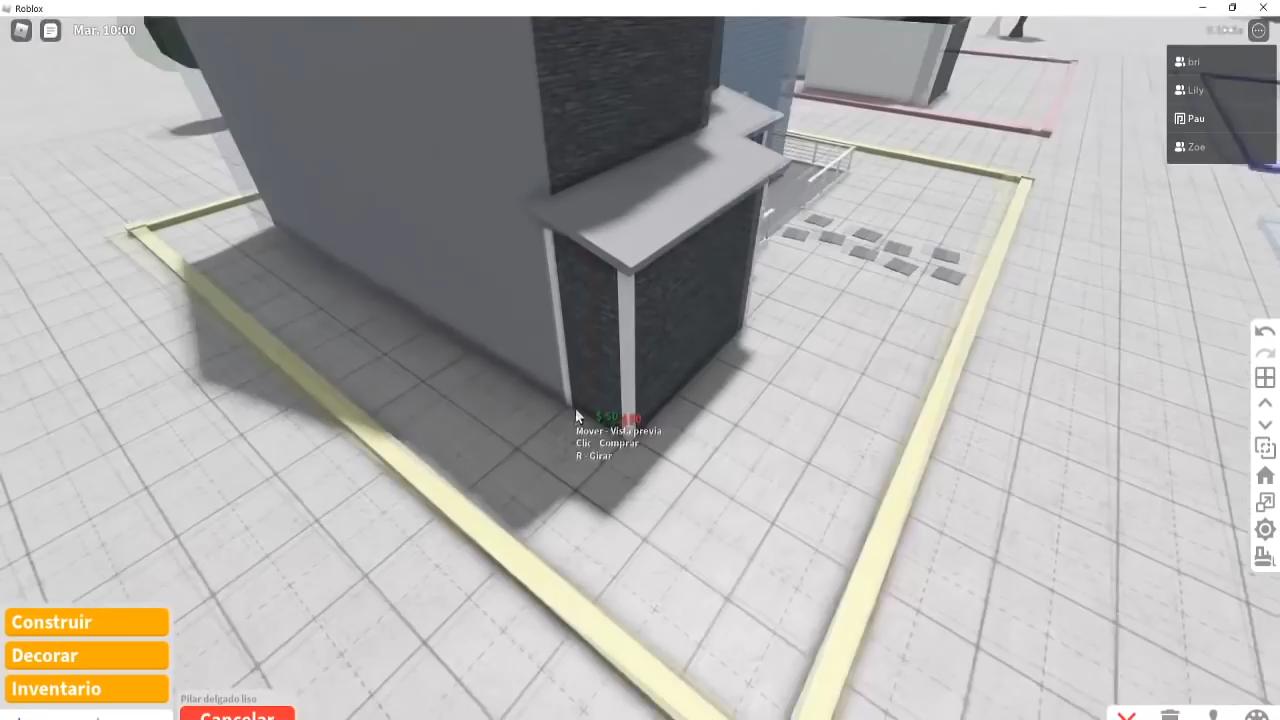 Roblox
Mar. 10:00
bri
Lily
Pau
Zoe
$ 50
Mover - Vista previa
Clic - Comprar
R - Girar
Construir
Decorar
Inventario
Pilar delgado liso
Cancelar